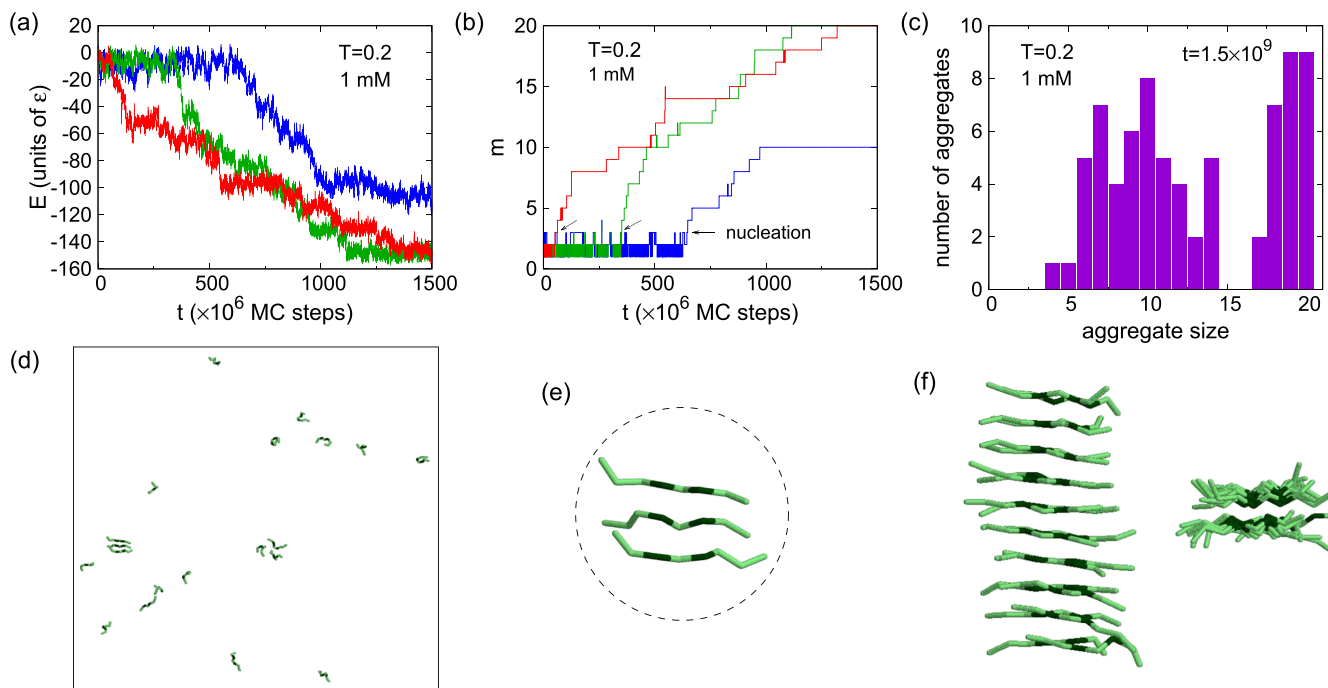 (a)
20
0
-20
-40
-60
-80
-100
-120
-140
-160
E (units of ε)
T=0.2
1 mM
0
500
1000
1500
t (×10⁶ MC steps)
(b)
20
15
10
5
0
m
T=0.2
1 mM
nucleation
0
500
1000
1500
t (×10⁶ MC steps)
(c)
10
8
6
4
2
0
number of aggregates
T=0.2
1 mM
t=1.5×10⁹
0
5
10
15
20
aggregate size
(d)
(e)
(f)